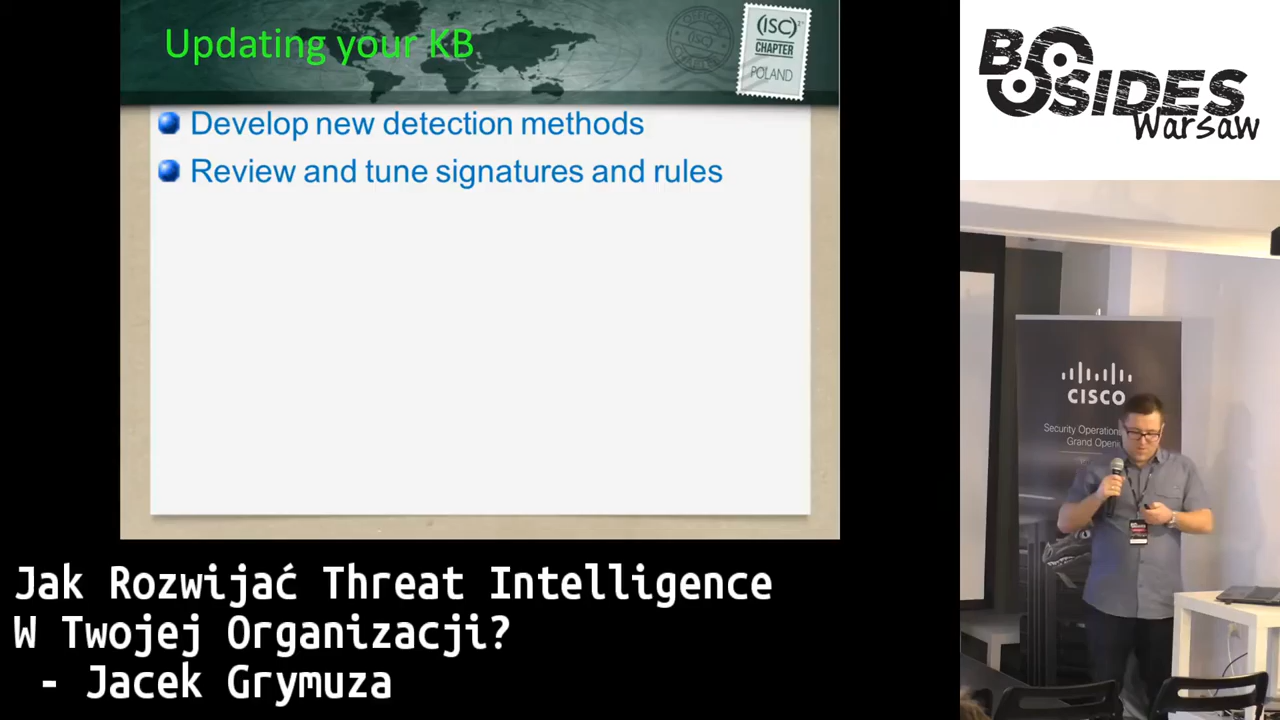 Updating your KB
(ISC)²
CHAPTER
POLAND
Develop new detection methods
Review and tune signatures and rules
BSIDES
Warsaw
CISCO
Security Operations
Grand Opening
Jak Rozwijać Threat Intelligence
W Twojej Organizacji?
- Jacek Grymuza